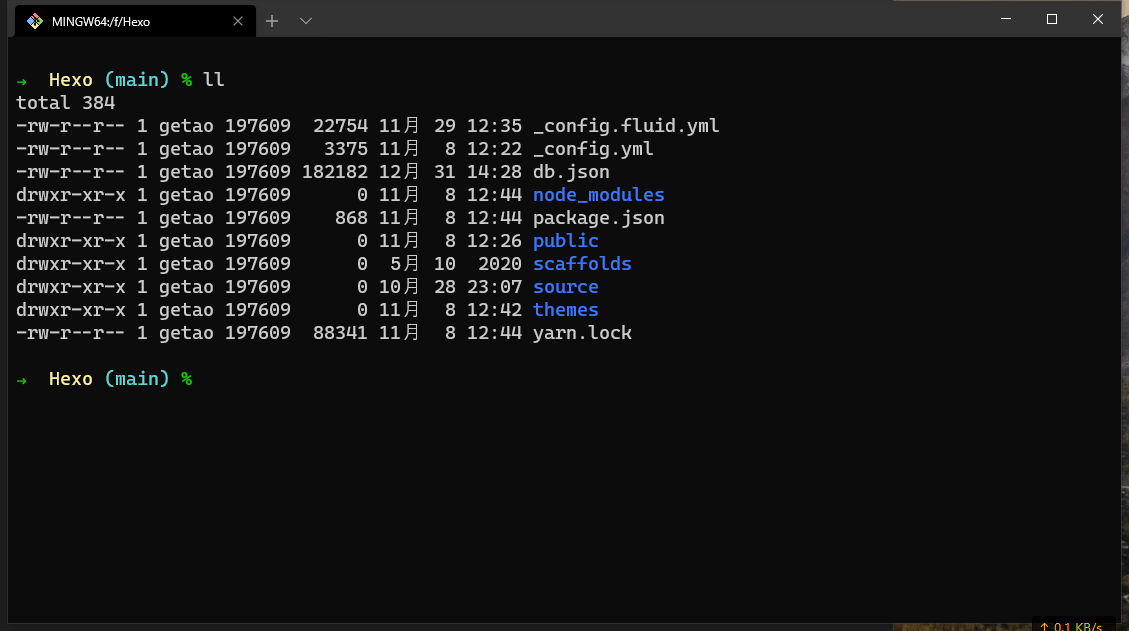 MINGW64:/f/Hexo
→ Hexo (main) % ll
total 384
-rw-r--r-- 1 getao 197609  22754 11月 29 12:35 _config.fluid.yml
-rw-r--r-- 1 getao 197609   3375 11月  8 12:22 _config.yml
-rw-r--r-- 1 getao 197609 182182 12月 31 14:28 db.json
drwxr-xr-x 1 getao 197609      0 11月  8 12:44 node_modules
-rw-r--r-- 1 getao 197609    868 11月  8 12:44 package.json
drwxr-xr-x 1 getao 197609      0 11月  8 12:26 public
drwxr-xr-x 1 getao 197609      0  5月 10  2020 scaffolds
drwxr-xr-x 1 getao 197609      0 10月 28 23:07 source
drwxr-xr-x 1 getao 197609      0 11月  8 12:42 themes
-rw-r--r-- 1 getao 197609  88341 11月  8 12:44 yarn.lock
→ Hexo (main) %
↑ 0.1 KB/s